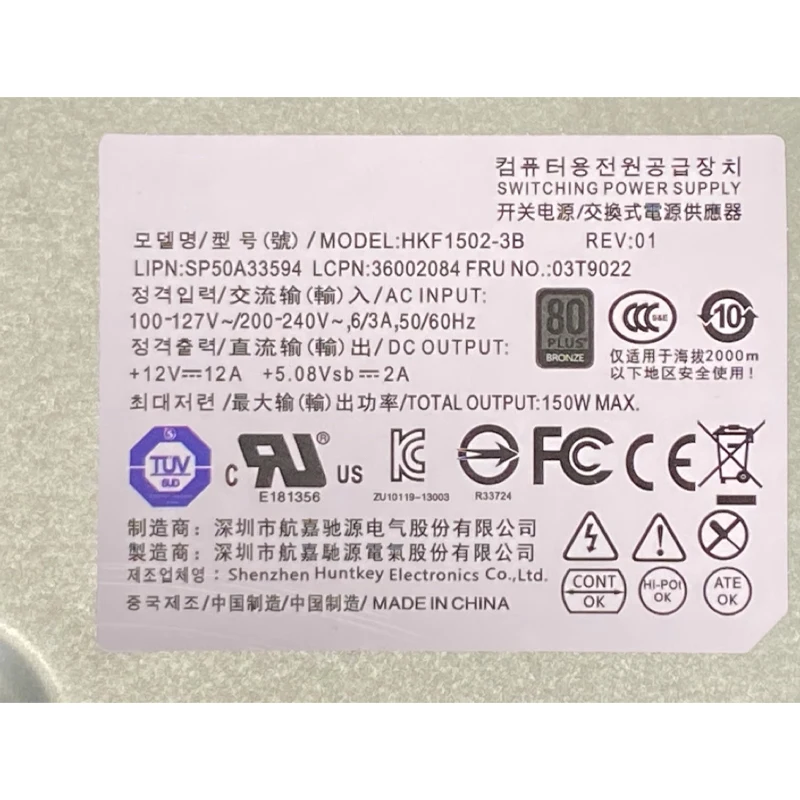 컴퓨터용전원공급장치
SWITCHING POWER SUPPLY
开关电源/交換式電源供應器
모델명/型号(號)/MODEL:HKF1502-3B REV:01
LIPN:SP50A33594 LCPN:36002084 FRU NO.:03T9022
정격입력/交流输(輸)入/AC INPUT:
100-127V~/200-240V~,6/3A,50/60Hz
정격출력/直流输(輸)出/DC OUTPUT:
+12V⎓12A +5.08Vsb⎓2A
최대저련/最大输(輸)出功率/TOTAL OUTPUT:150W MAX.
80
PLUS
BRONZE
CCC S&E
10
仅适用于海拔2000m
以下地区安全使用!
TÜV
SUD
c RU® US
E181356
KC
ZU10119-13003
R33724
FC CE
制造商:深圳市航嘉驰源电气股份有限公司
製造商:深圳市航嘉馳源電氣股份有限公司
제조업체영:Shenzhen Huntkey Electronics Co.,Ltd.
중국제조/中国制造/中国制造/MADE IN CHINA
CONT
OK
HI-POt
OK
ATE
OK